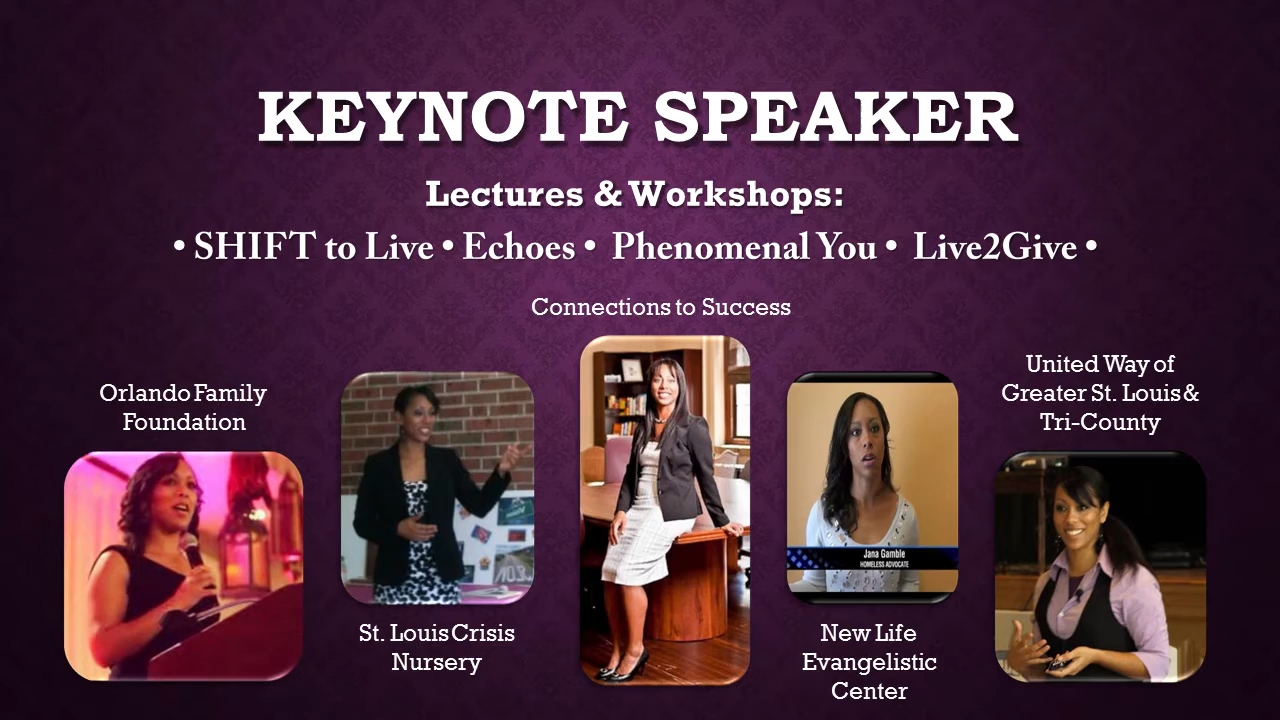 KEYNOTE SPEAKER
Lectures & Workshops:
• SHIFT to Live • Echoes • Phenomenal You • Live2Give •
Connections to Success
Orlando Family
Foundation
United Way of
Greater St. Louis &
Tri-County
Jana Gamble
HOMELESS ADVOCATE
St. Louis Crisis
Nursery
New Life
Evangelistic
Center